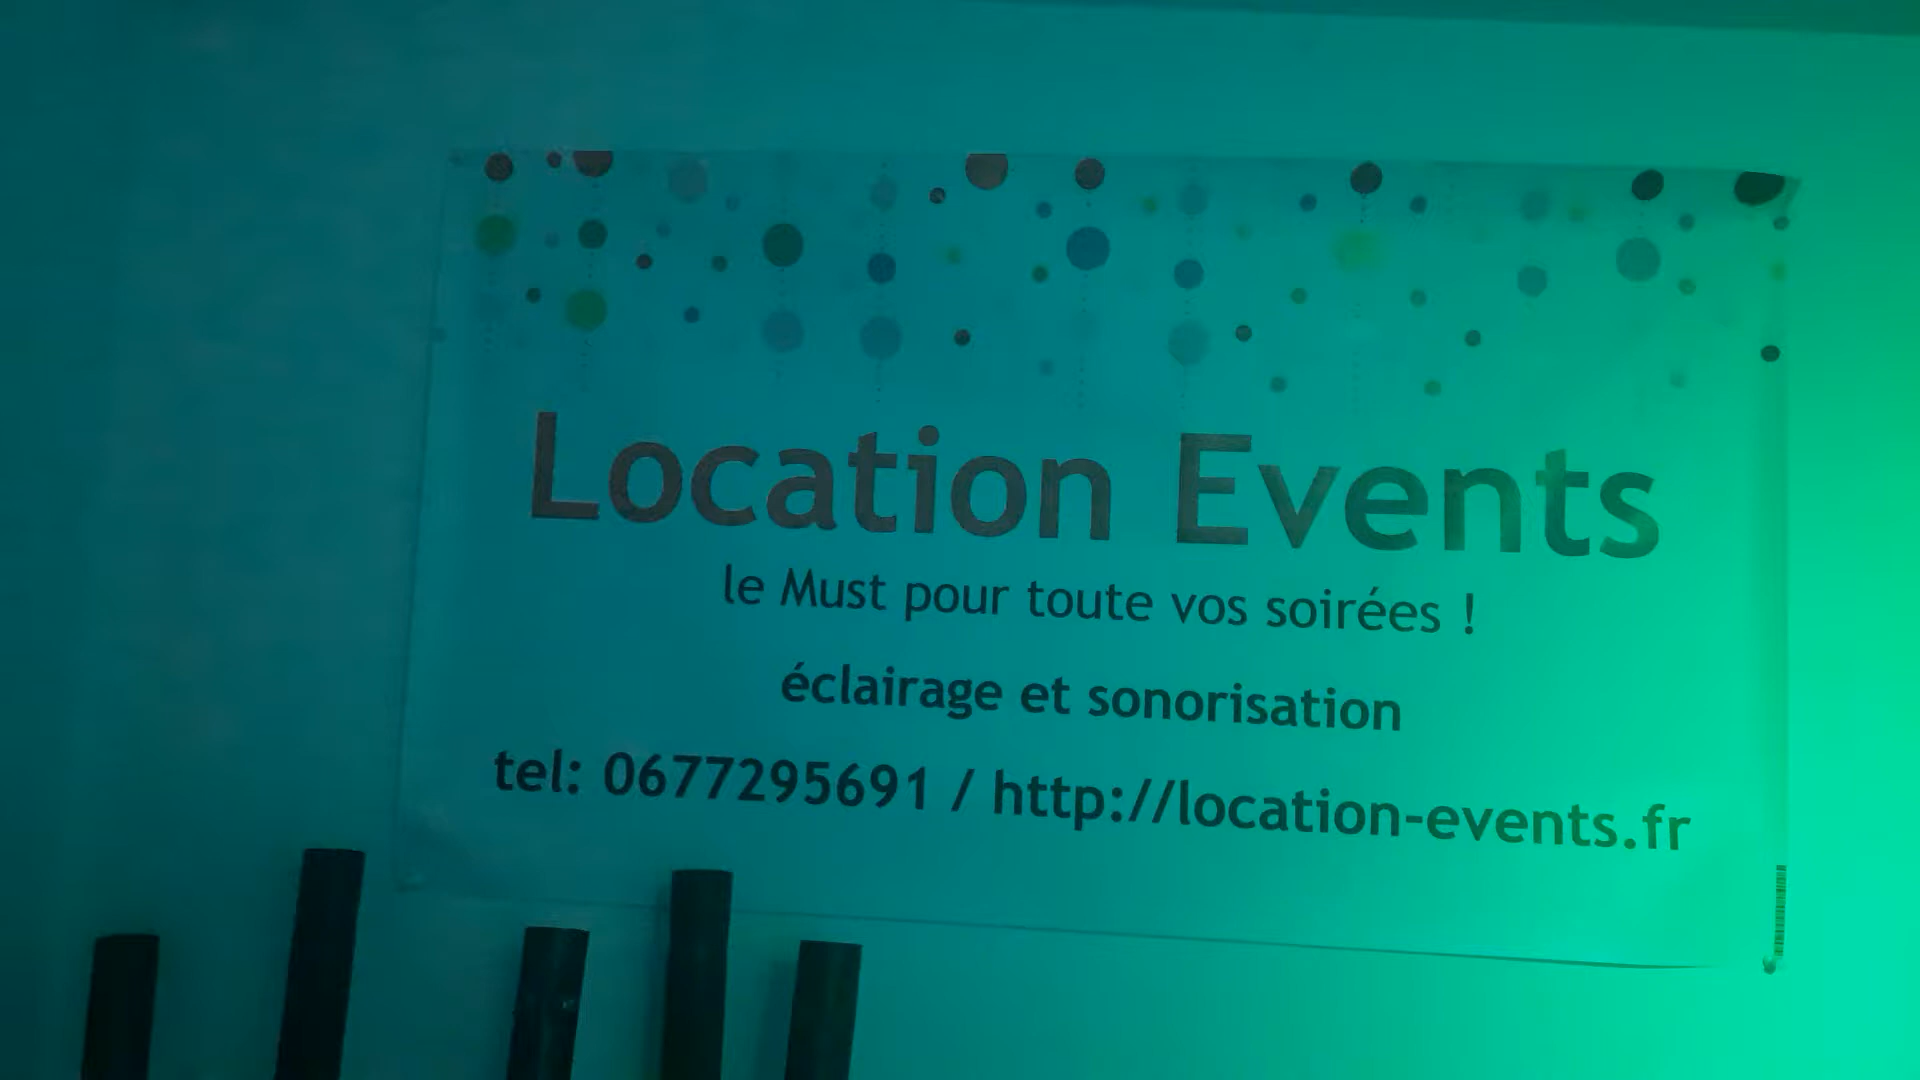 Location Events
le Must pour toute vos soirées !
éclairage et sonorisation
tel: 0677295691 / http://location-events.fr